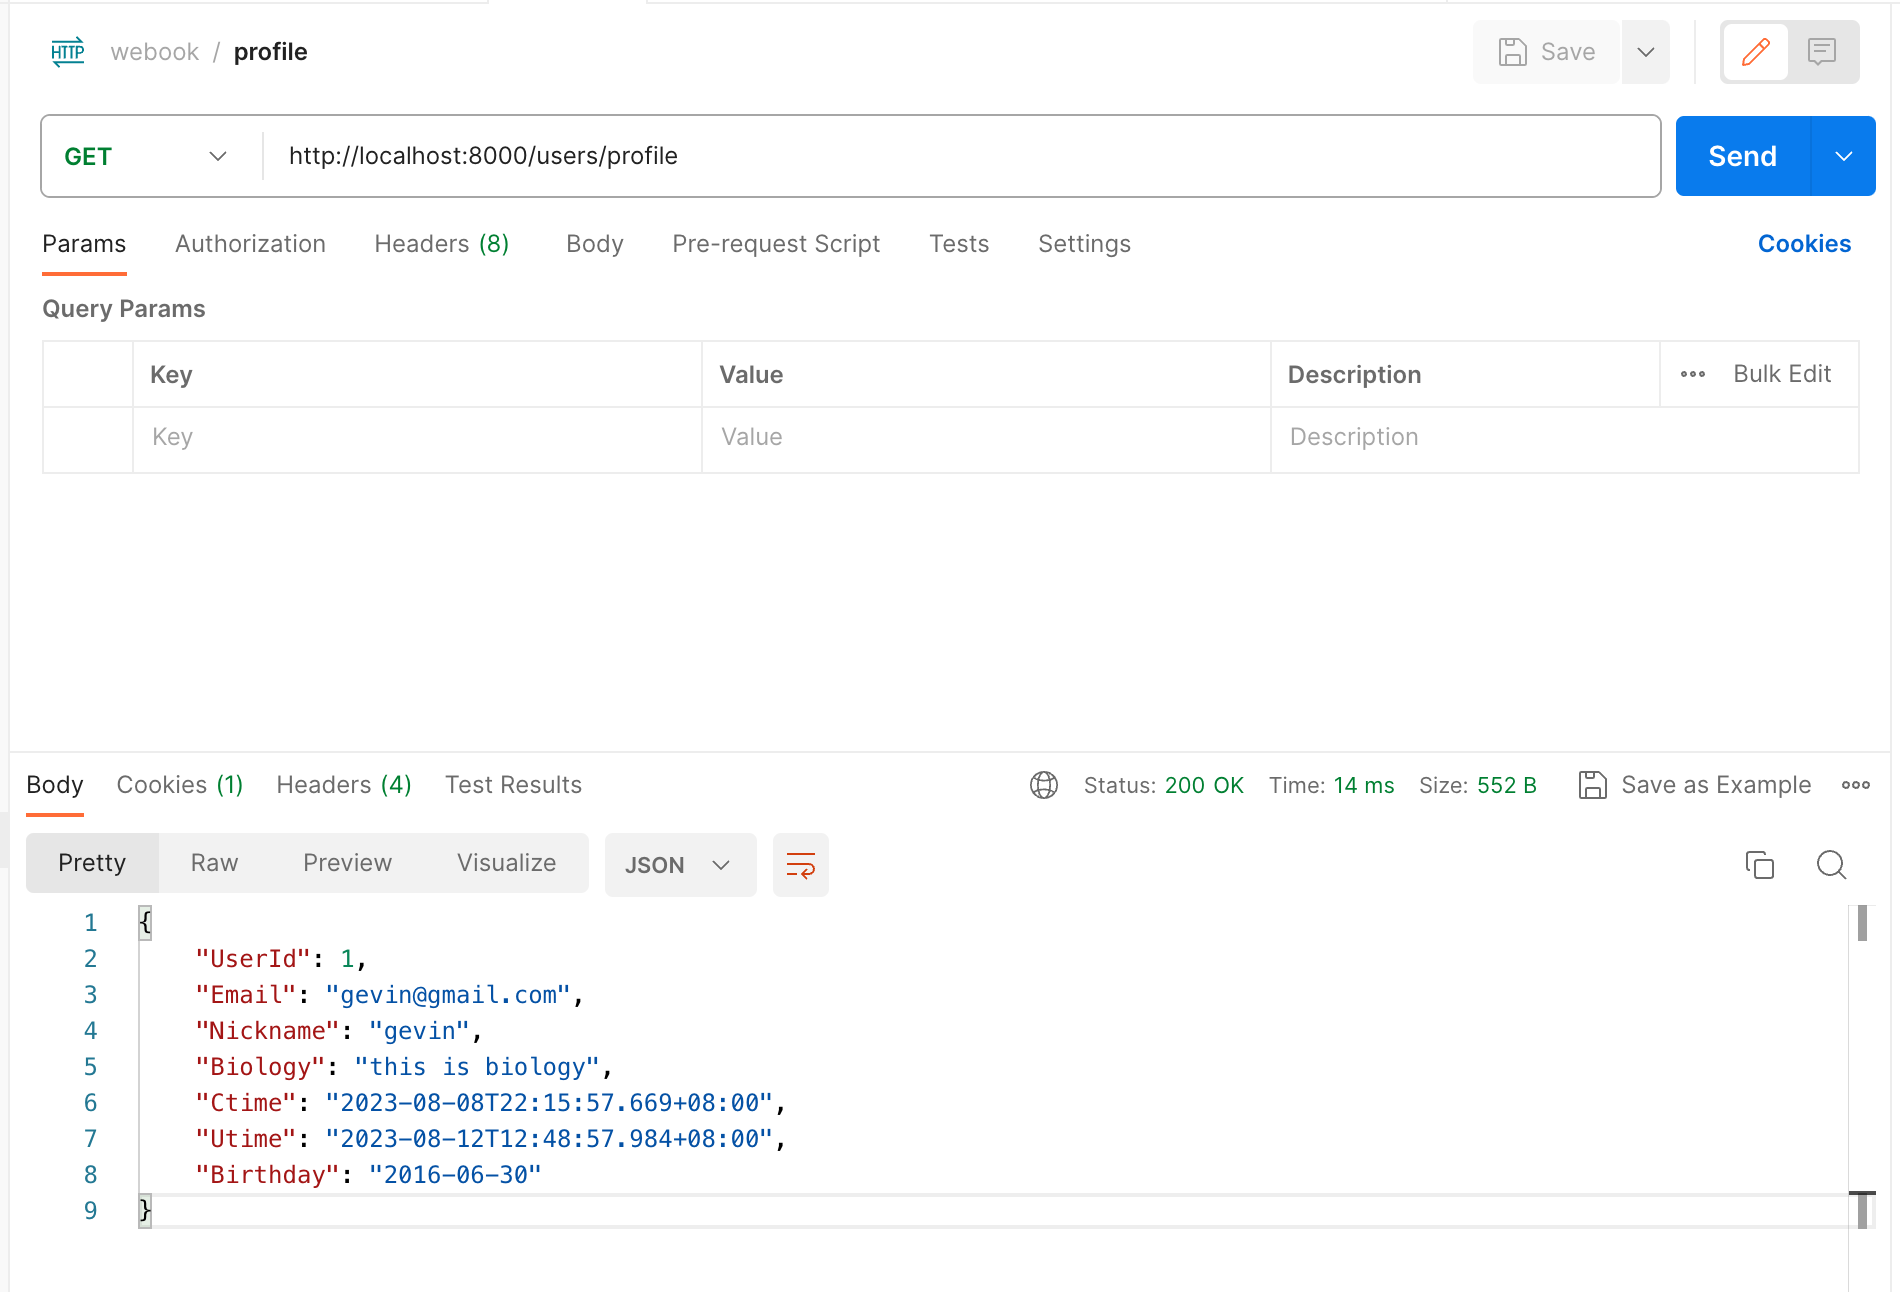 HTTP webook / profile Save
GET http://localhost:8000/users/profile Send
Params Authorization Headers (8) Body Pre-request Script Tests Settings Cookies
Query Params
Key Value Description Bulk Edit
Key Value Description
Body Cookies (1) Headers (4) Test Results Status: 200 OK Time: 14 ms Size: 552 B Save as Example
Pretty Raw Preview Visualize JSON
1 {
2 "UserId": 1,
3 "Email": "gevin@gmail.com",
4 "Nickname": "gevin",
5 "Biology": "this is biology",
6 "Ctime": "2023-08-08T22:15:57.669+08:00",
7 "Utime": "2023-08-12T12:48:57.984+08:00",
8 "Birthday": "2016-06-30"
9 }